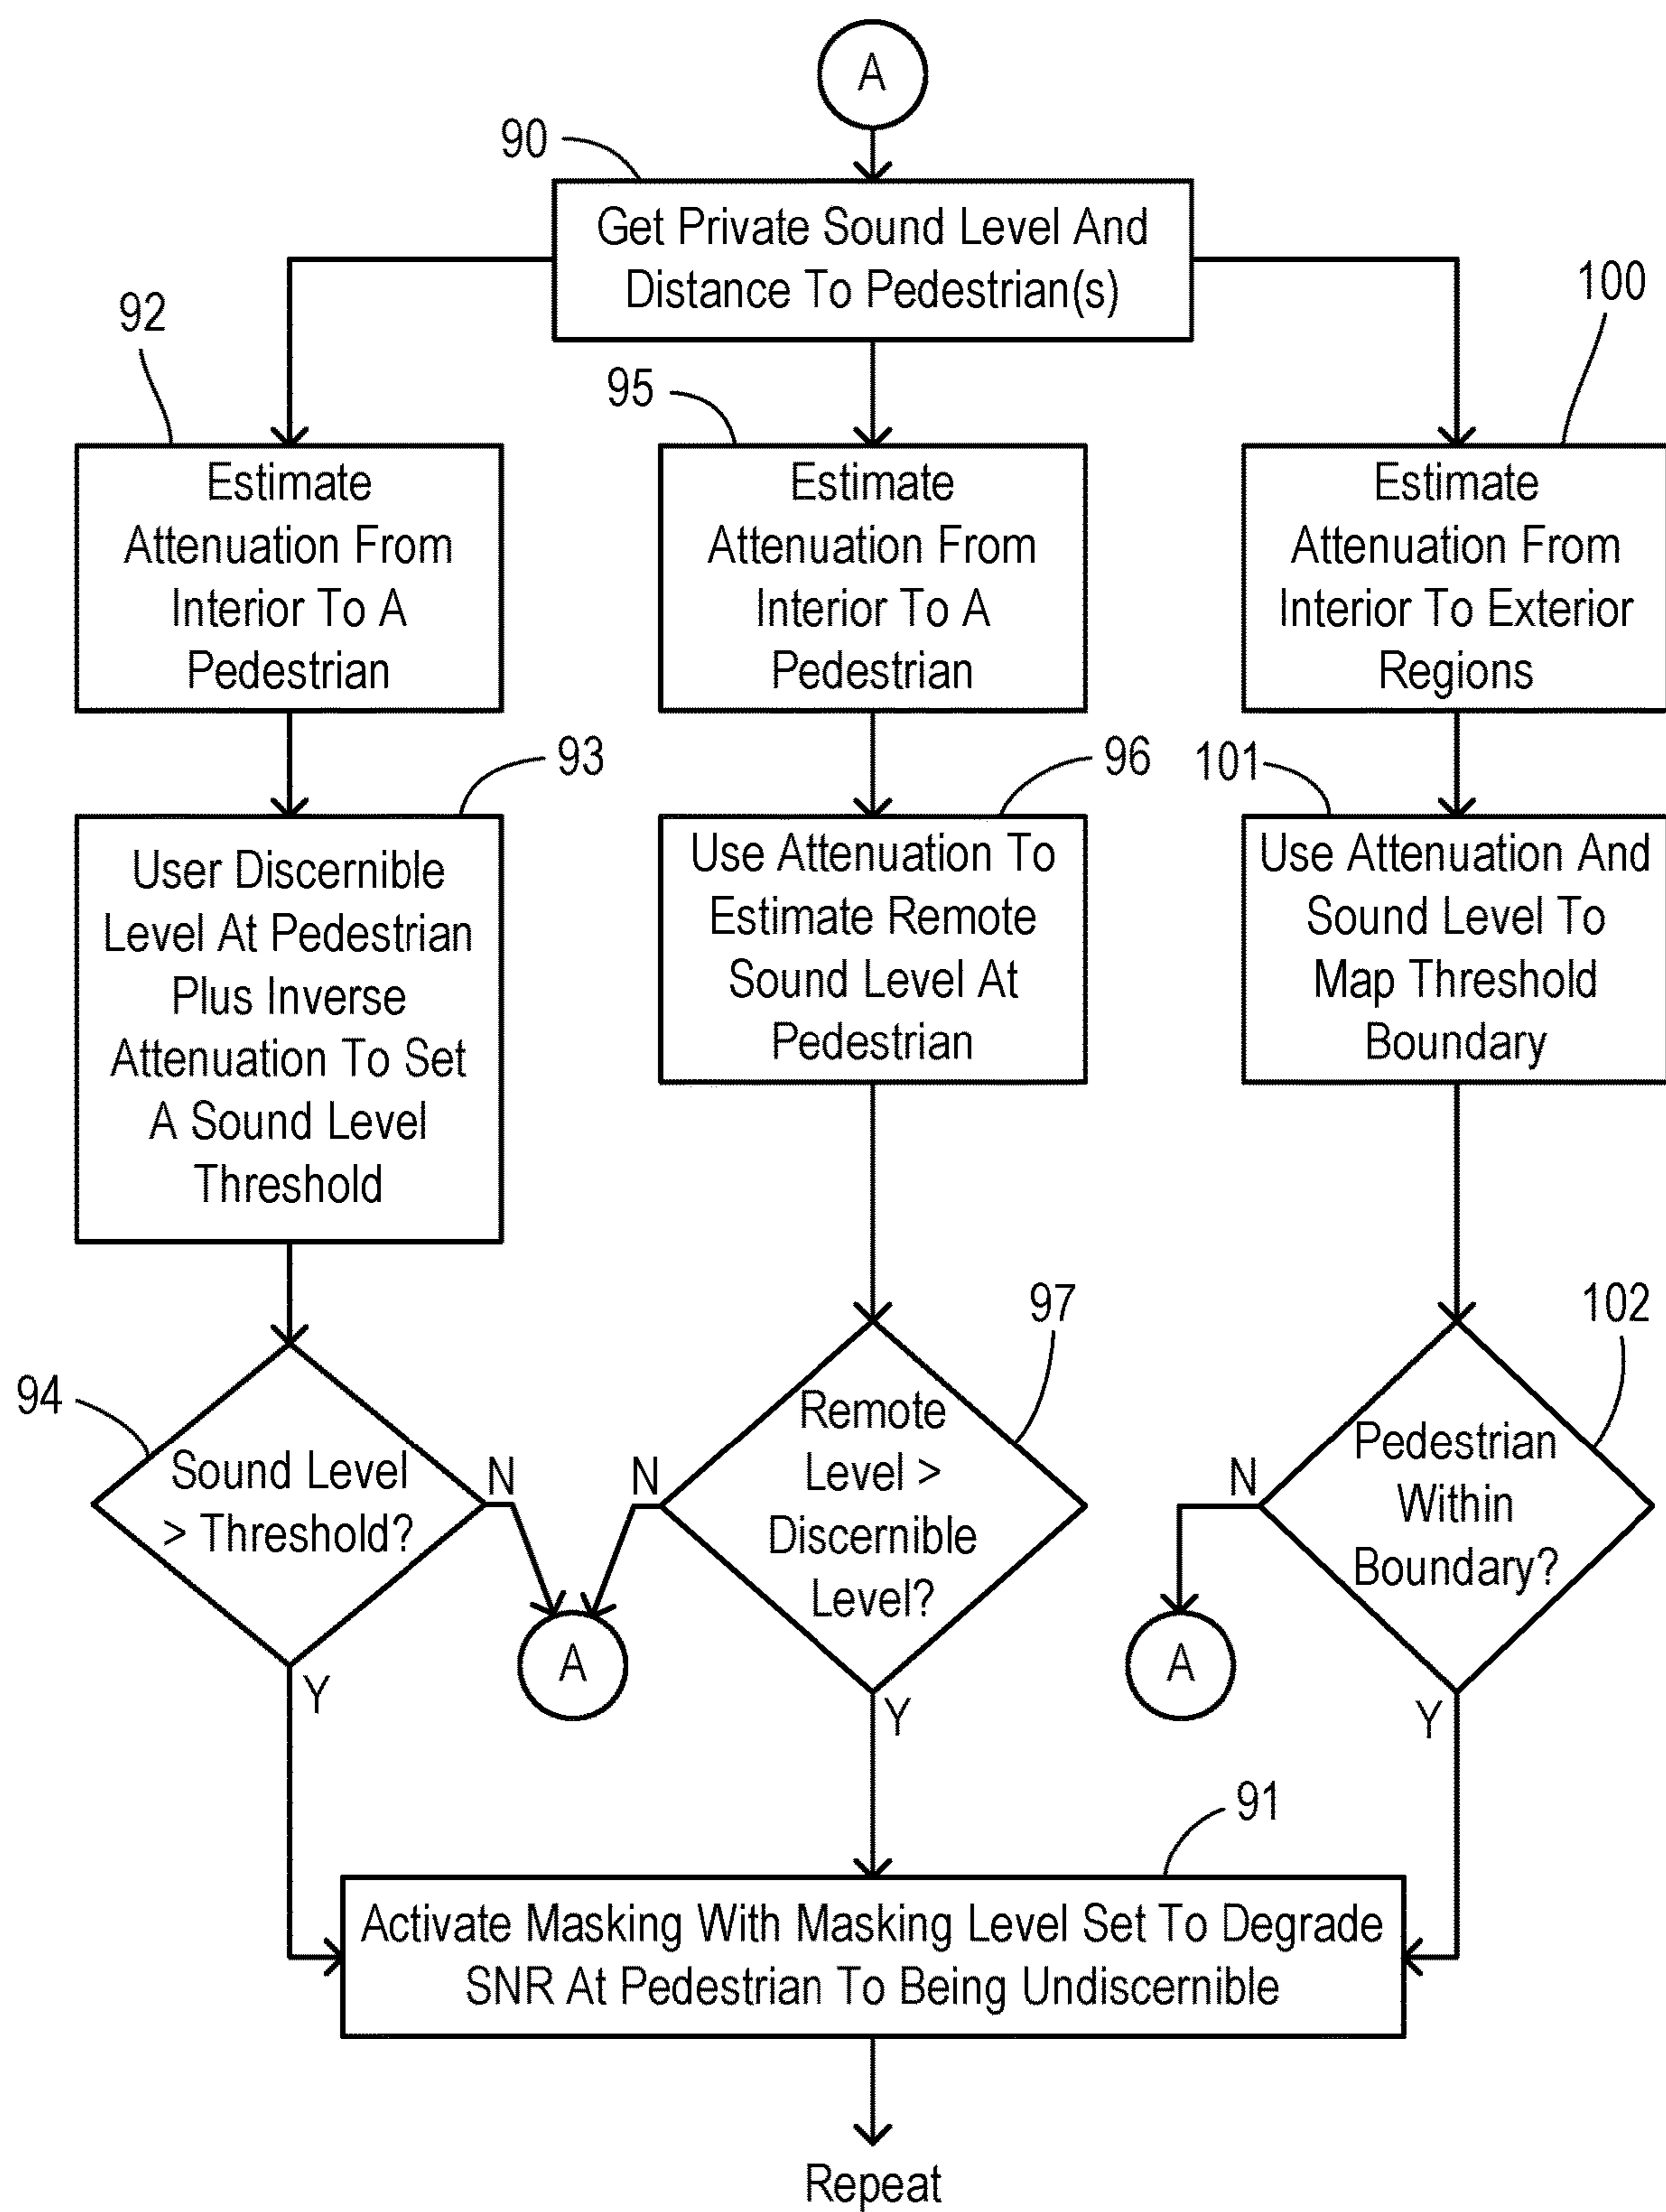 A
90
Get Private Sound Level And
Distance To Pedestrian(s)
92
95
100
Estimate
Attenuation From
Interior To A
Pedestrian
Estimate
Attenuation From
Interior To A
Pedestrian
Estimate
Attenuation From
Interior To Exterior
Regions
93
96
101
User Discernible
Level At Pedestrian
Plus Inverse
Attenuation To Set
A Sound Level
Threshold
Use Attenuation To
Estimate Remote
Sound Level At
Pedestrian
Use Attenuation And
Sound Level To
Map Threshold
Boundary
94
97
102
Sound Level
> Threshold?
N
Y
A
N
Remote
Level >
Discernible
Level?
Y
N
A
Pedestrian
Within
Boundary?
Y
91
Activate Masking With Masking Level Set To Degrade
SNR At Pedestrian To Being Undiscernible
Repeat